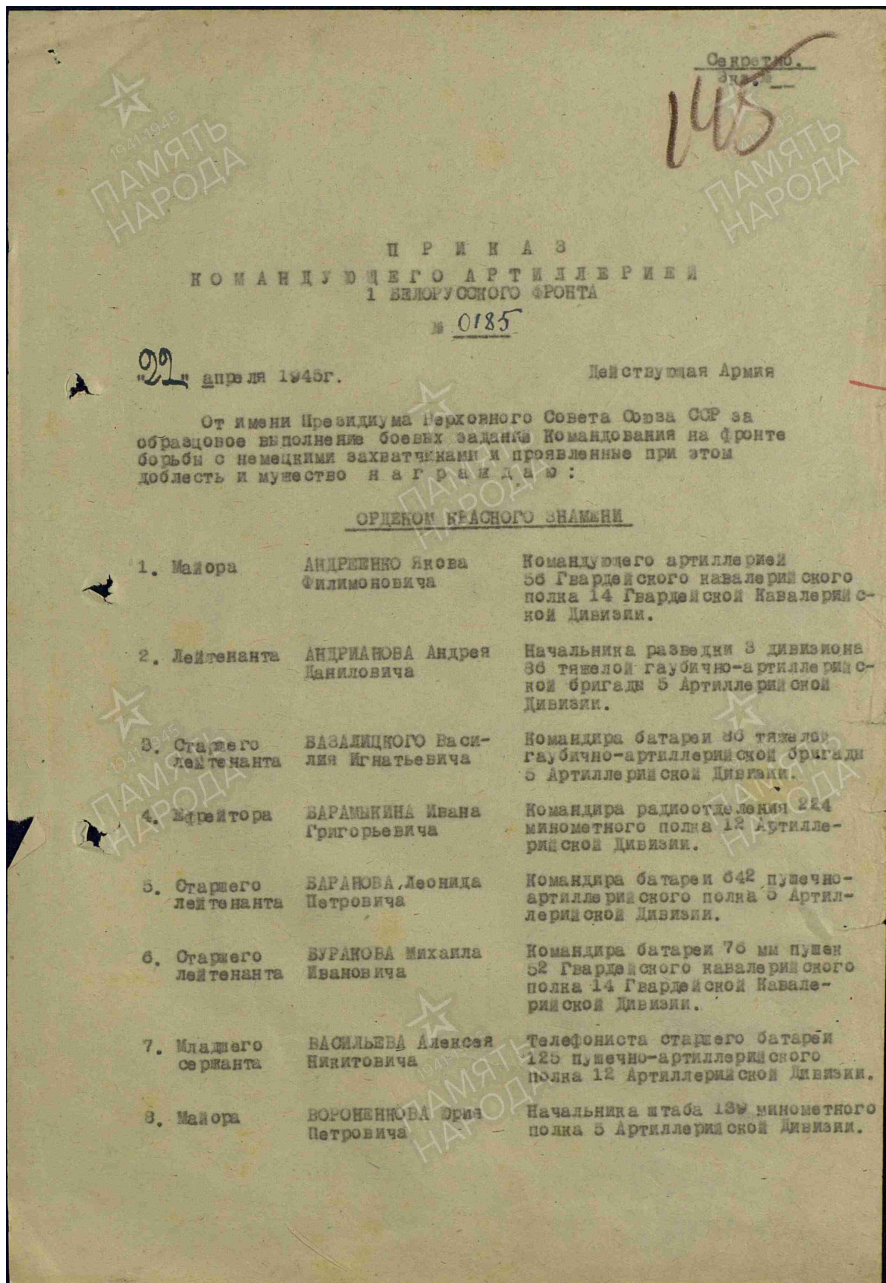 Секретно.
Экз.№
145
П Р И К А З
К О М А Н Д У Ю Щ Е Г О А Р Т И Л Л Е Р И Е Й
1 БЕЛОРУССКОГО ФРОНТА
№ 0185
"22" апреля 1945г. Действующая Армия
От имени Президиума Верховного Совета Союза ССР за
образцовое выполнение боевых заданий Командования на фронте
борьбы с немецкими захватчиками и проявленные при этом
доблесть и мужество н а г р а ж д а ю :
ОРДЕНОМ КРАСНОГО ЗНАМЕНИ
1. Майора АНДРЕЕНКО Якова Командующего артиллерией
Филимоновича 56 Гвардейского кавалерийского
полка 14 Гвардейской Кавалерийс-
кой Дивизии.
2. Лейтенанта АНДРИАНОВА Андрея Начальника разведки 3 дивизиона
Даниловича 86 тяжелой гаубично-артиллерийс-
кой бригады 5 Артиллерийской
Дивизии.
3. Старшего БАЗАЛИЦКОГО Васи- Командира батареи 86 тяжелой
лейтенанта лия Игнатьевича гаубично-артиллерийской бригады
5 Артиллерийской Дивизии.
4. Ефрейтора БАРАМЫКИНА Ивана Командира радиоотделения 224
Григорьевича минометного полка 12 Артилле-
рийской Дивизии.
5. Старшего БАРАНОВА Леонида Командира батареи 642 пушечно-
лейтенанта Петровича артиллерийского полка 5 Артил-
лерийской Дивизии.
6. Старшего БУРАКОВА Михаила Командира батареи 76 мм пушек
лейтенанта Ивановича 52 Гвардейского кавалерийского
полка 14 Гвардейской Кавале-
рийской Дивизии.
7. Младшего ВАСИЛЬЕВА Алексея Телефониста старшего батареи
сержанта Никитовича 125 пушечно-артиллерийского
полка 12 Артиллерийской Дивизии.
8. Майора ВОРОНЕНКОВА Юрия Начальника штаба 139 минометного
Петровича полка 5 Артиллерийской Дивизии.
1941-1945
ПАМЯТЬ
НАРОДА